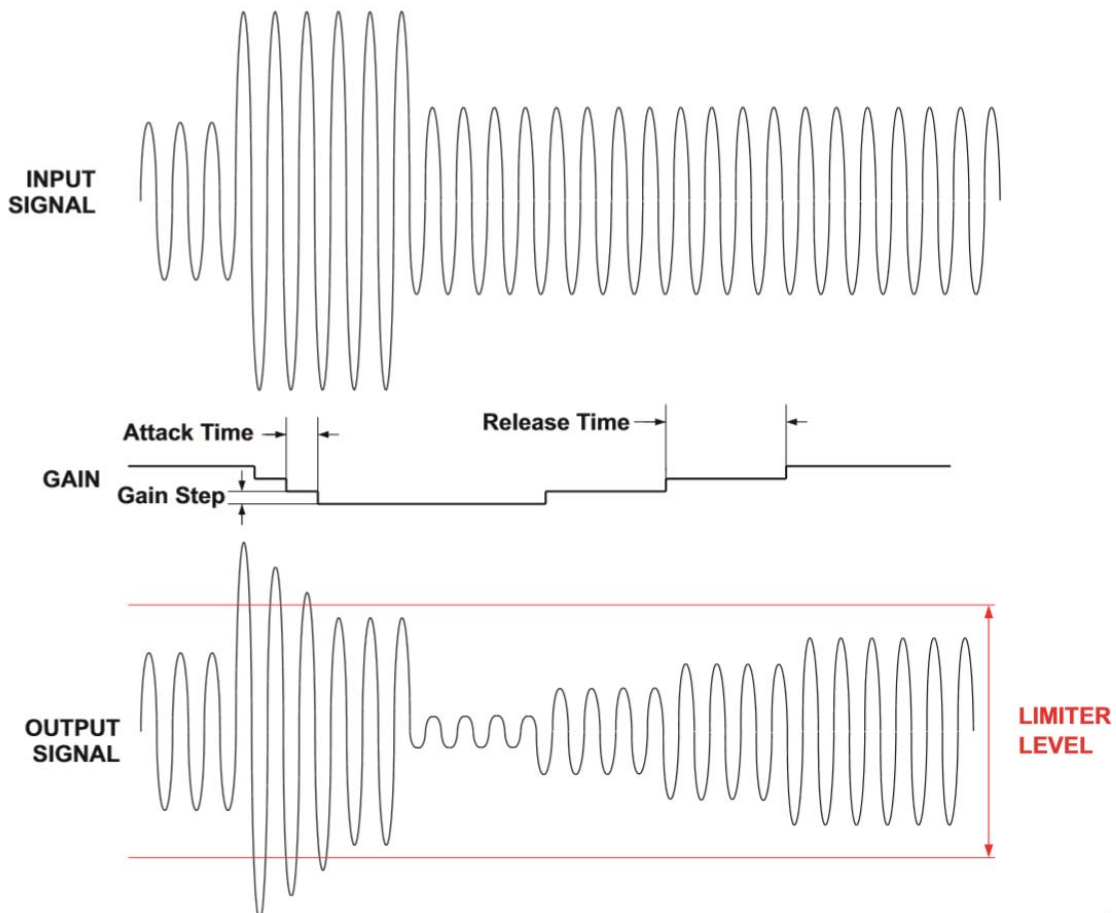 INPUT
SIGNAL
Attack Time
Release Time
GAIN
Gain Step
OUTPUT
SIGNAL
LIMITER
LEVEL